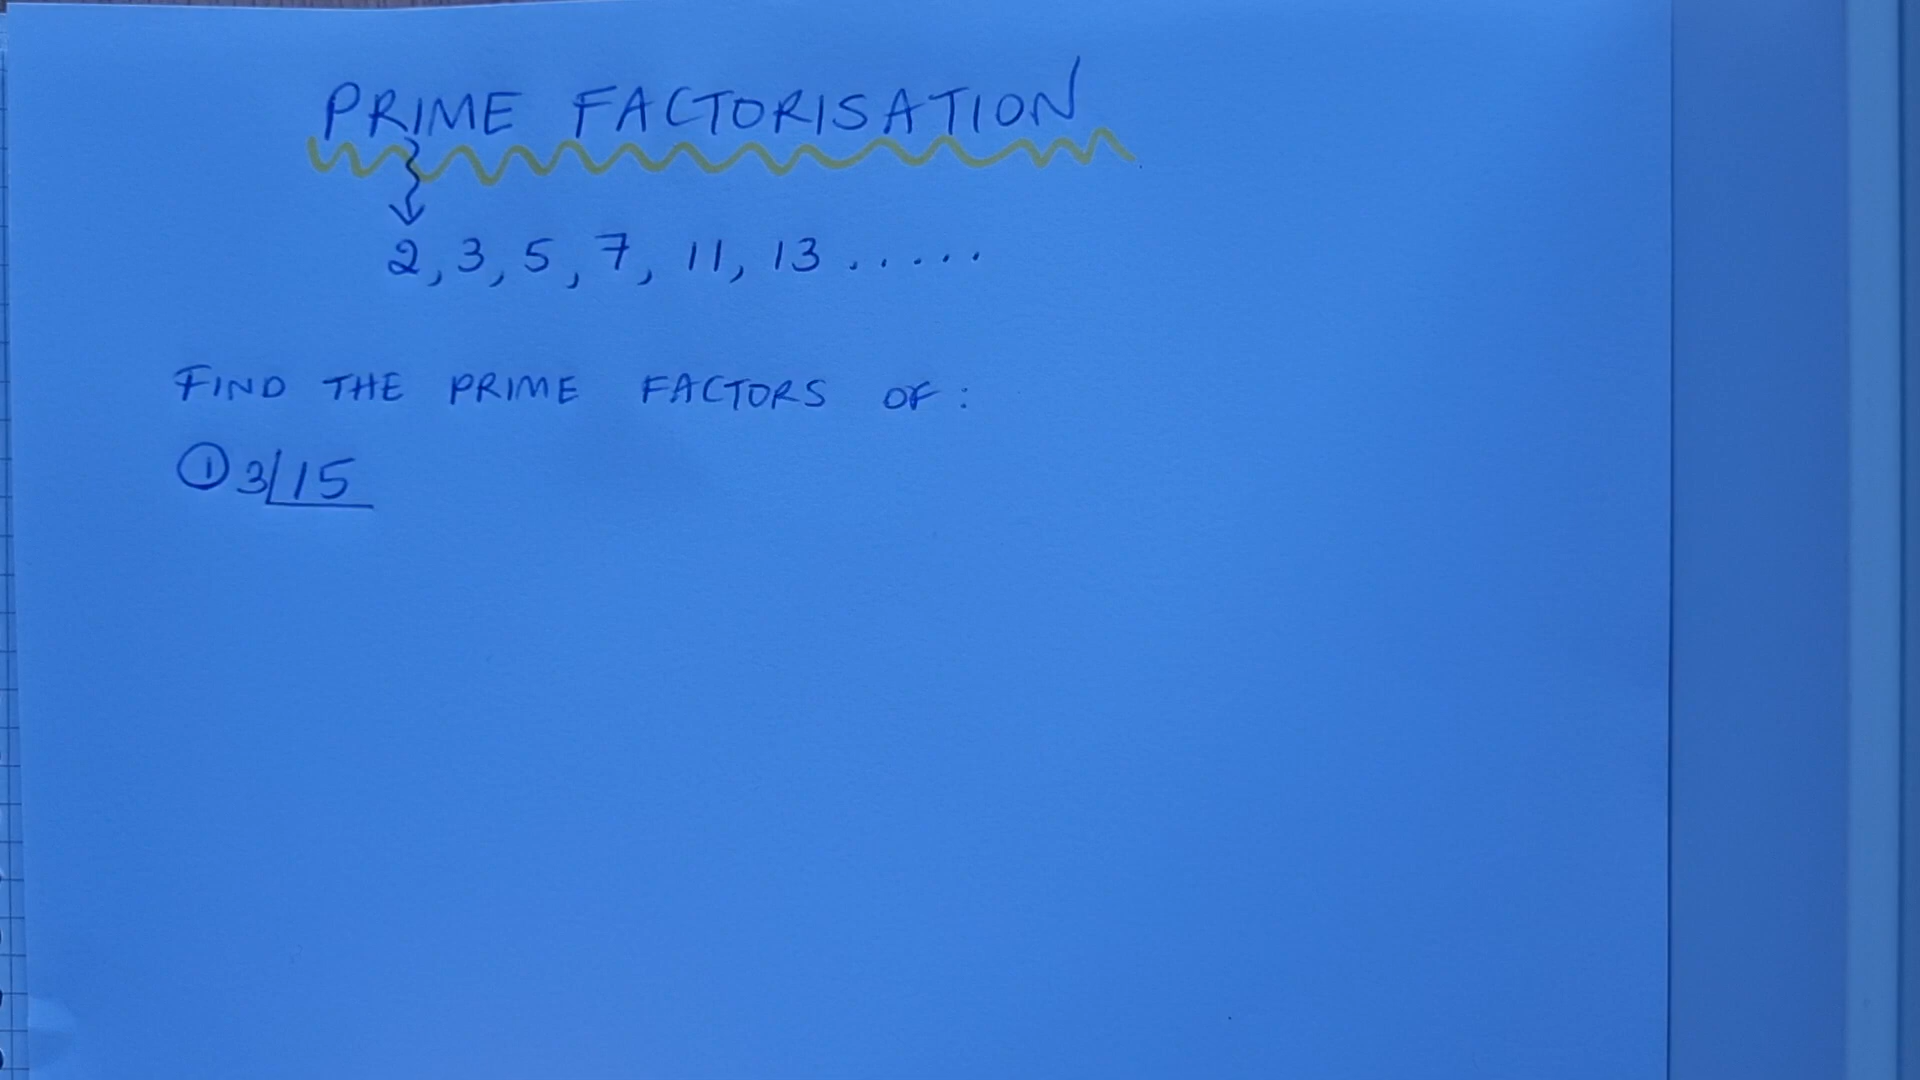 PRIME FACTORISATION
2, 3, 5, 7, 11, 13 .....
FIND THE PRIME FACTORS OF:
① 3|15